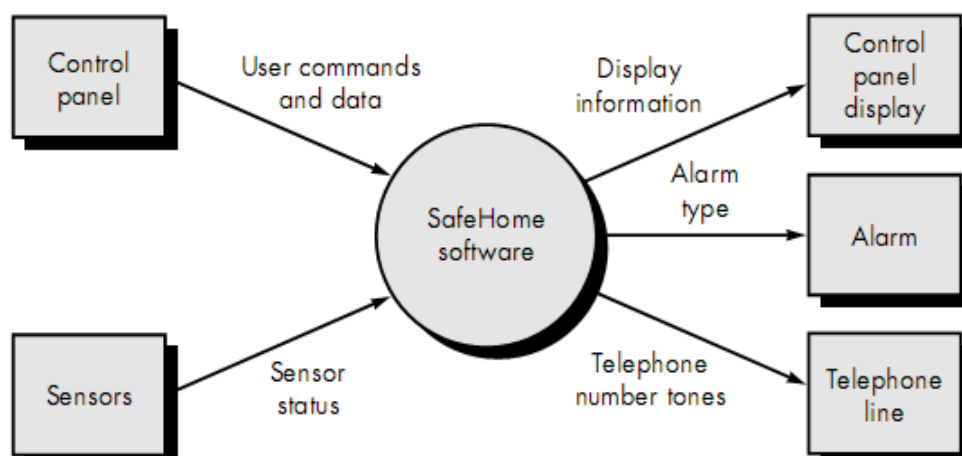 Control
panel
User commands
and data
Display
information
Control
panel
display
SafeHome
software
Alarm
type
Alarm
Sensors
Sensor
status
Telephone
number tones
Telephone
line